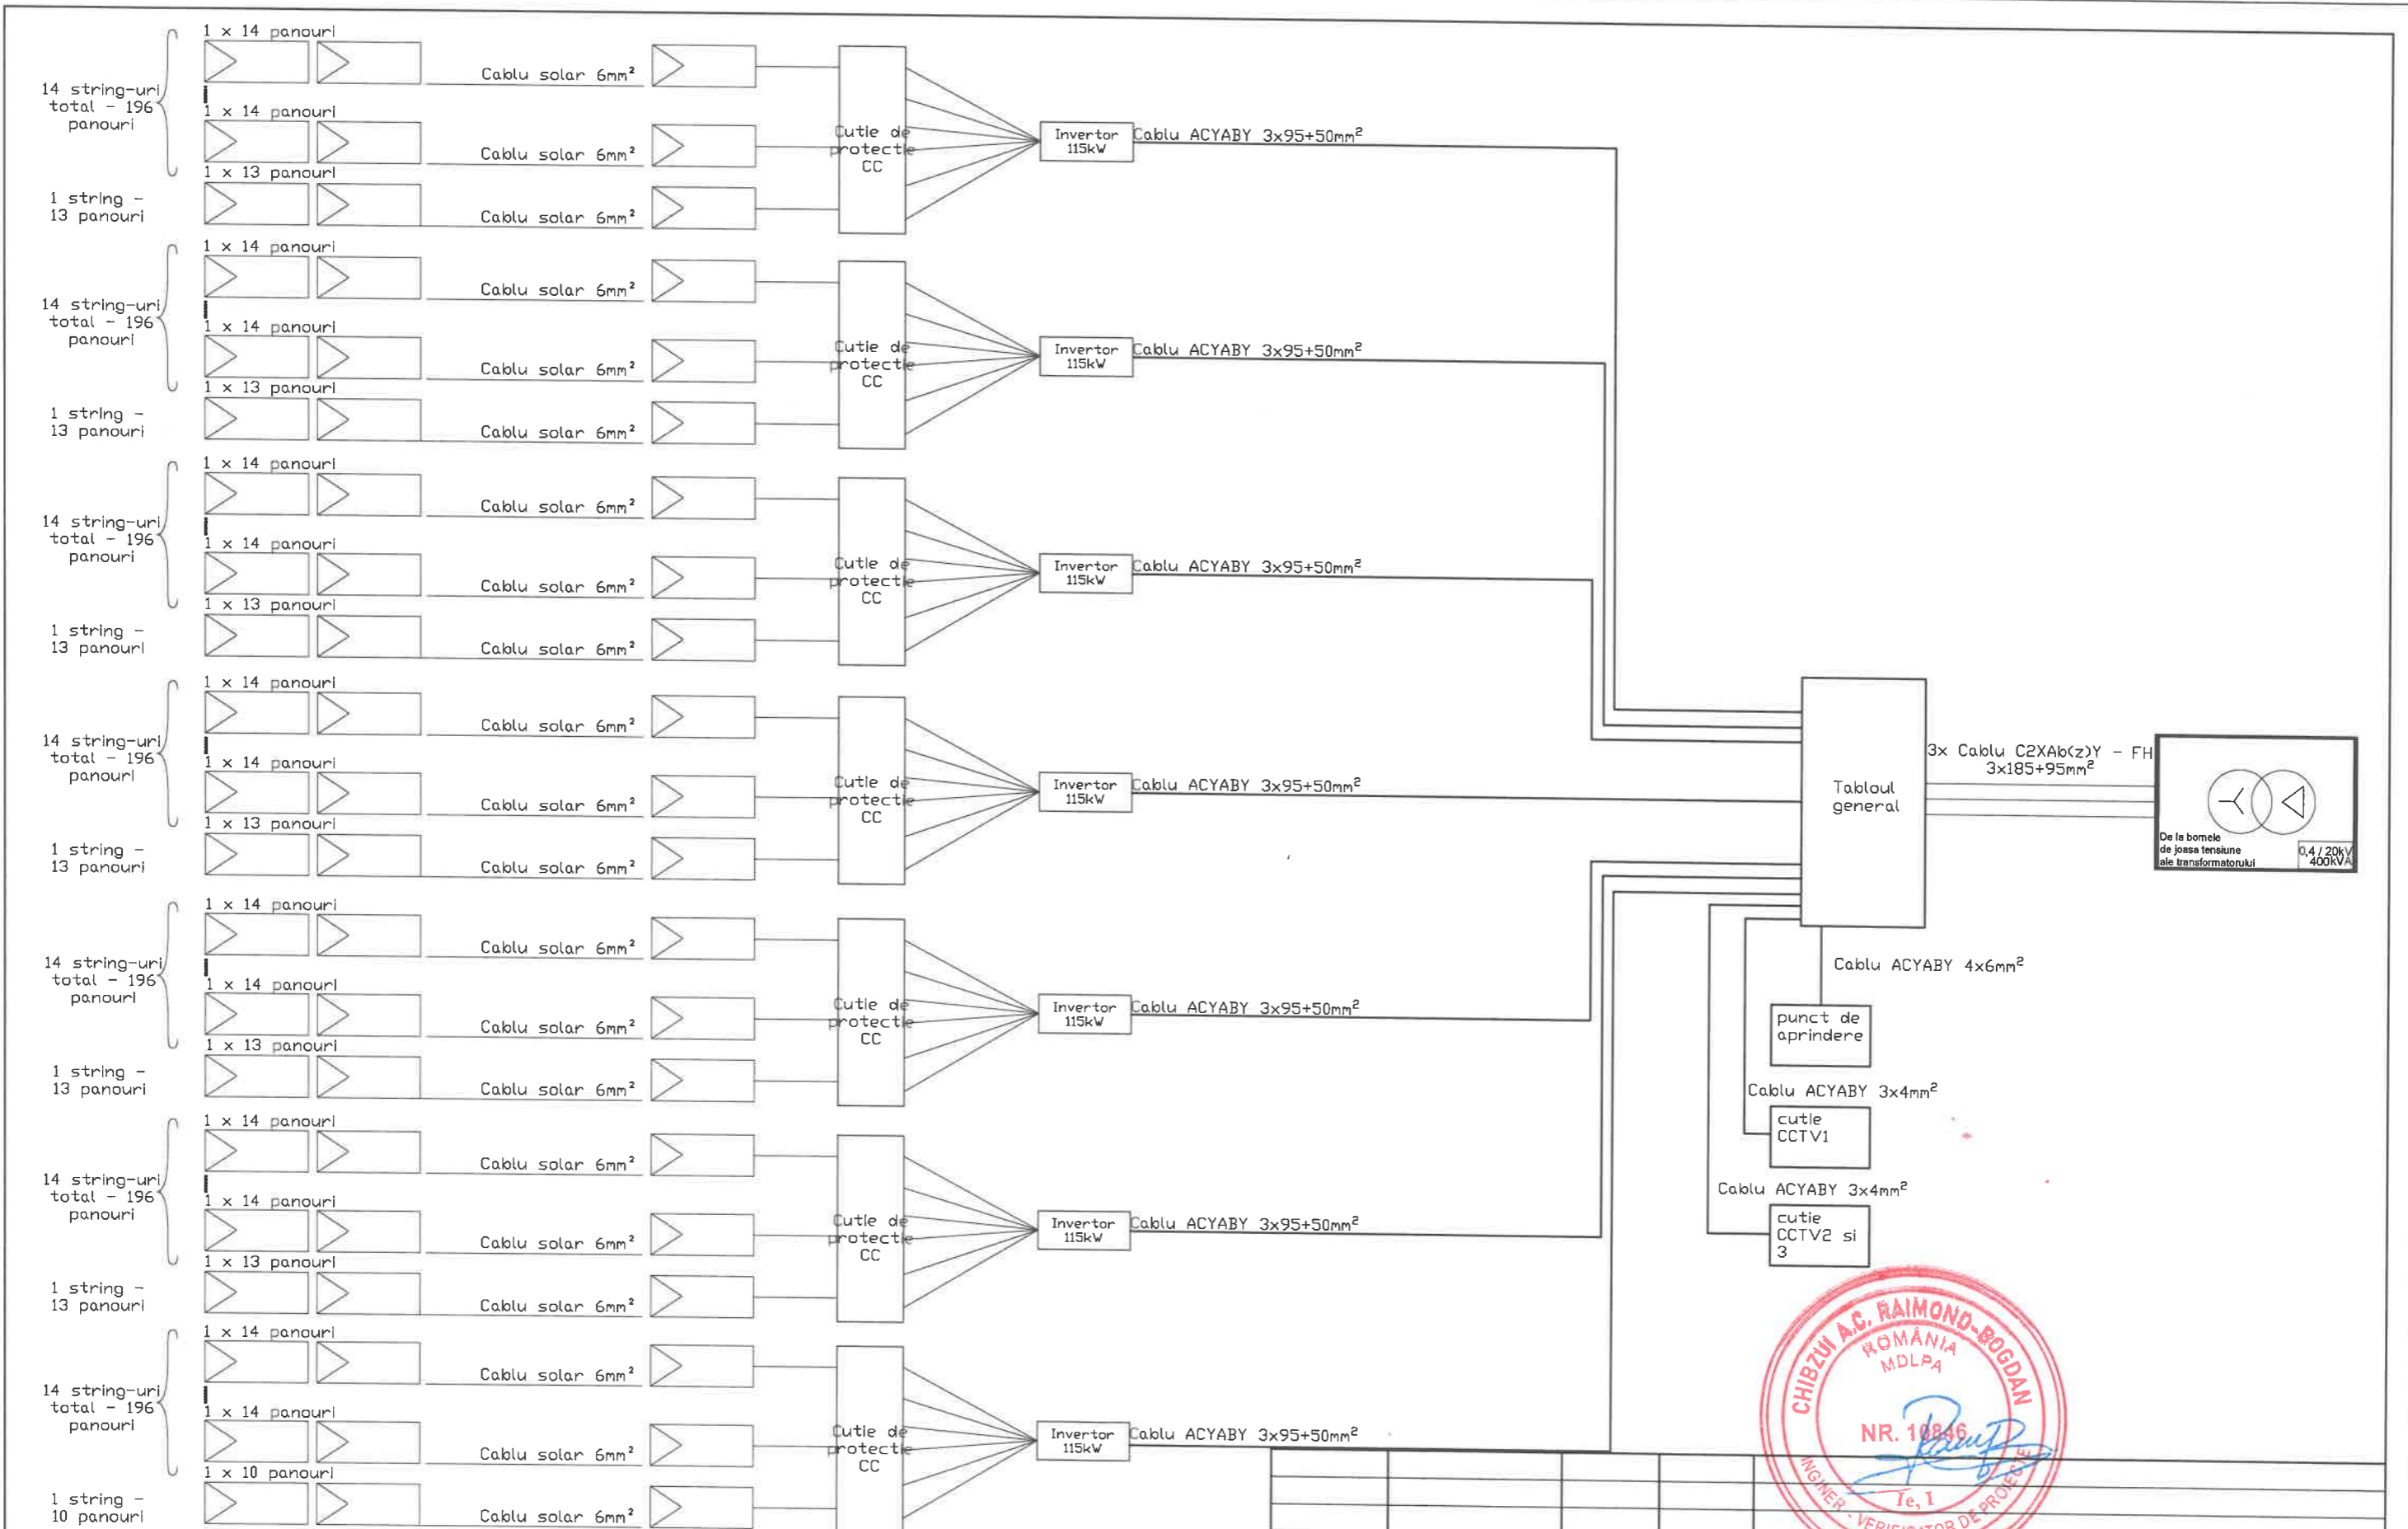 1 x 14 panouri
14 string-uri
total - 196
panouri
Cablu solar 6mm²
1 x 14 panouri
Cablu solar 6mm²
1 x 13 panouri
1 string -
13 panouri
Cablu solar 6mm²
Cutie de
protectie
CC
Invertor
115kW
Cablu ACYABY 3x95+50mm²
1 x 14 panouri
14 string-uri
total - 196
panouri
Cablu solar 6mm²
1 x 14 panouri
Cablu solar 6mm²
1 x 13 panouri
1 string -
13 panouri
Cablu solar 6mm²
Cutie de
protectie
CC
Invertor
115kW
Cablu ACYABY 3x95+50mm²
1 x 14 panouri
14 string-uri
total - 196
panouri
Cablu solar 6mm²
1 x 14 panouri
Cablu solar 6mm²
1 x 13 panouri
1 string -
13 panouri
Cablu solar 6mm²
Cutie de
protectie
CC
Invertor
115kW
Cablu ACYABY 3x95+50mm²
1 x 14 panouri
14 string-uri
total - 196
panouri
Cablu solar 6mm²
1 x 14 panouri
Cablu solar 6mm²
1 x 13 panouri
1 string -
13 panouri
Cablu solar 6mm²
Cutie de
protectie
CC
Invertor
115kW
Cablu ACYABY 3x95+50mm²
1 x 14 panouri
14 string-uri
total - 196
panouri
Cablu solar 6mm²
1 x 14 panouri
Cablu solar 6mm²
1 x 13 panouri
1 string -
13 panouri
Cablu solar 6mm²
Cutie de
protectie
CC
Invertor
115kW
Cablu ACYABY 3x95+50mm²
1 x 14 panouri
14 string-uri
total - 196
panouri
Cablu solar 6mm²
1 x 14 panouri
Cablu solar 6mm²
1 x 13 panouri
1 string -
13 panouri
Cablu solar 6mm²
Cutie de
protectie
CC
Invertor
115kW
Cablu ACYABY 3x95+50mm²
1 x 14 panouri
14 string-uri
total - 196
panouri
Cablu solar 6mm²
1 x 14 panouri
Cablu solar 6mm²
1 x 10 panouri
1 string -
10 panouri
Cablu solar 6mm²
Cutie de
protectie
CC
Invertor
115kW
Cablu ACYABY 3x95+50mm²
Tabloul
general
3x Cablu C2XAb(z)Y - FH
3x185+95mm²
De la bornele
de joasa tensiune
ale transformatorului
0,4 / 20kV
400kVA
Cablu ACYABY 4x6mm²
punct de
aprindere
Cablu ACYABY 3x4mm²
cutie
CCTV1
Cablu ACYABY 3x4mm²
cutie
CCTV2 si
3
CHIBZUI A.C. RAIMOND-BOGDAN
ROMÂNIA
MDLPA
NR. 10846
Ie, I
INGINER - VERIFICATOR DE PROIECTE